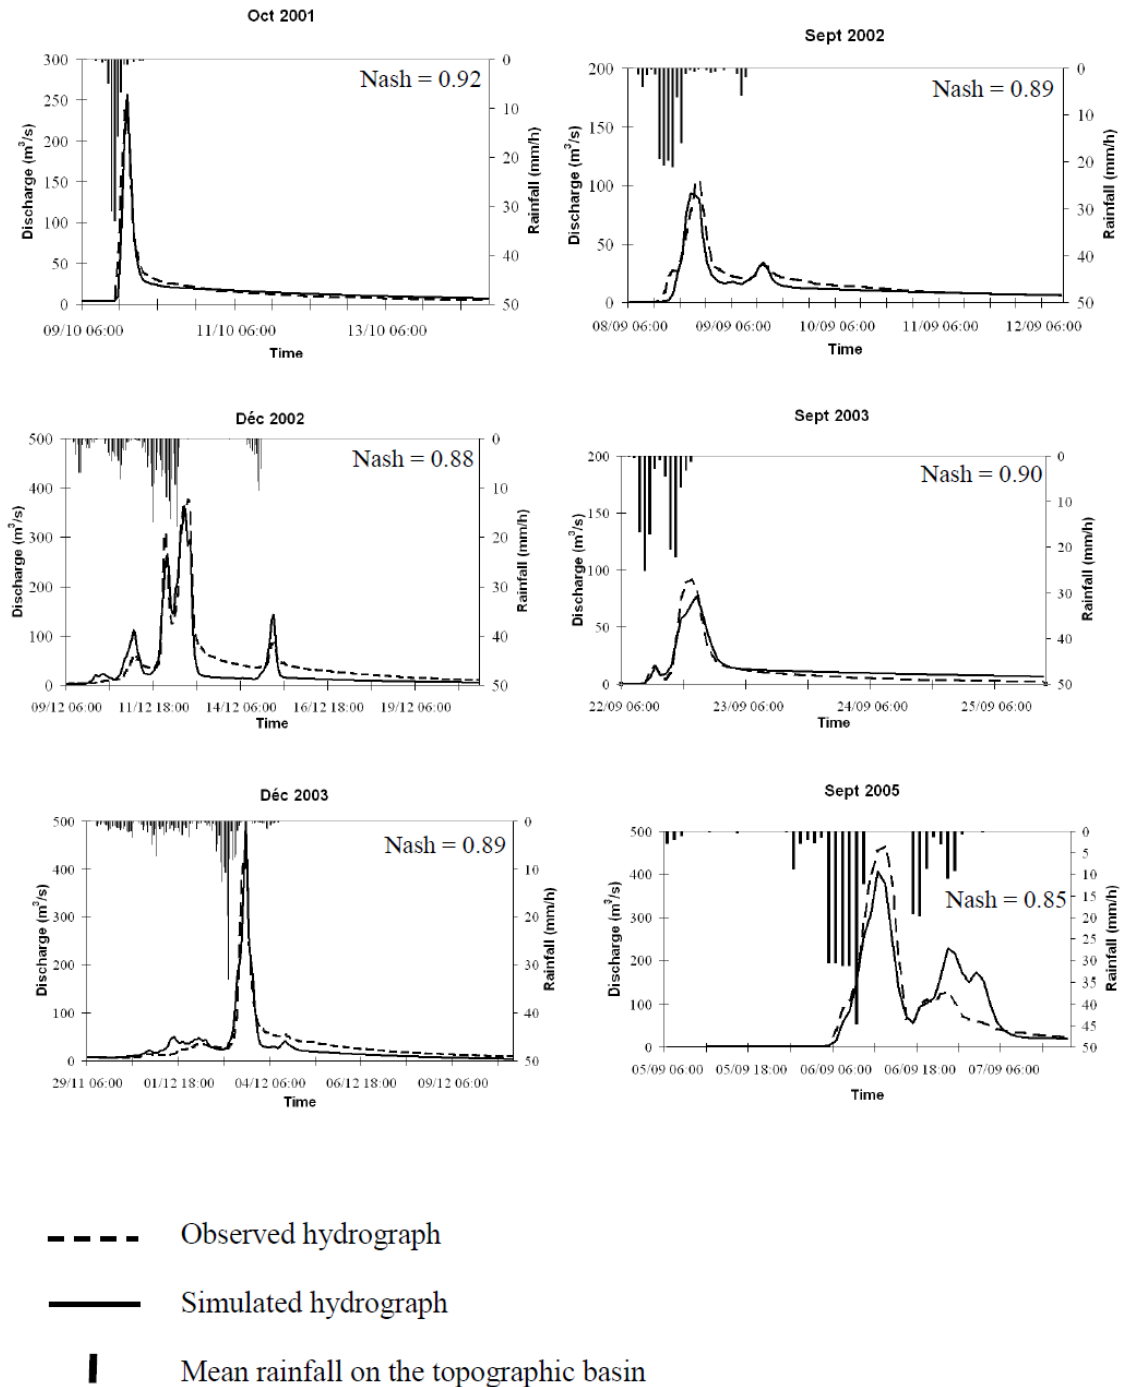 Oct 2001
Nash = 0.92
Discharge (m³/s)
300
250
200
150
100
50
0
Rainfall (mm/h)
0
10
20
30
40
50
09/10 06:00 11/10 06:00 13/10 06:00
Time
Sept 2002
Nash = 0.89
Discharge (m³/s)
200
150
100
50
0
Rainfall (mm/h)
0
10
20
30
40
50
08/09 06:00 09/09 06:00 10/09 06:00 11/09 06:00 12/09 06:00
Time
Déc 2002
Nash = 0.88
Discharge (m³/s)
500
400
300
200
100
0
Rainfall (mm/h)
0
10
20
30
40
50
09/12 06:00 11/12 18:00 14/12 06:00 16/12 18:00 19/12 06:00
Time
Sept 2003
Nash = 0.90
Discharge (m³/s)
200
150
100
50
0
Rainfall (mm/h)
0
10
20
30
40
50
22/09 06:00 23/09 06:00 24/09 06:00 25/09 06:00
Time
Déc 2003
Nash = 0.89
Discharge (m³/s)
500
400
300
200
100
0
Rainfall (mm/h)
0
10
20
30
40
50
29/11 06:00 01/12 18:00 04/12 06:00 06/12 18:00 09/12 06:00
Time
Sept 2005
Nash = 0.85
Discharge (m³/s)
500
400
300
200
100
0
Rainfall (mm/h)
0
5
10
15
20
25
30
35
40
45
50
05/09 06:00 05/09 18:00 06/09 06:00 06/09 18:00 07/09 06:00
Time
Observed hydrograph
Simulated hydrograph
Mean rainfall on the topographic basin